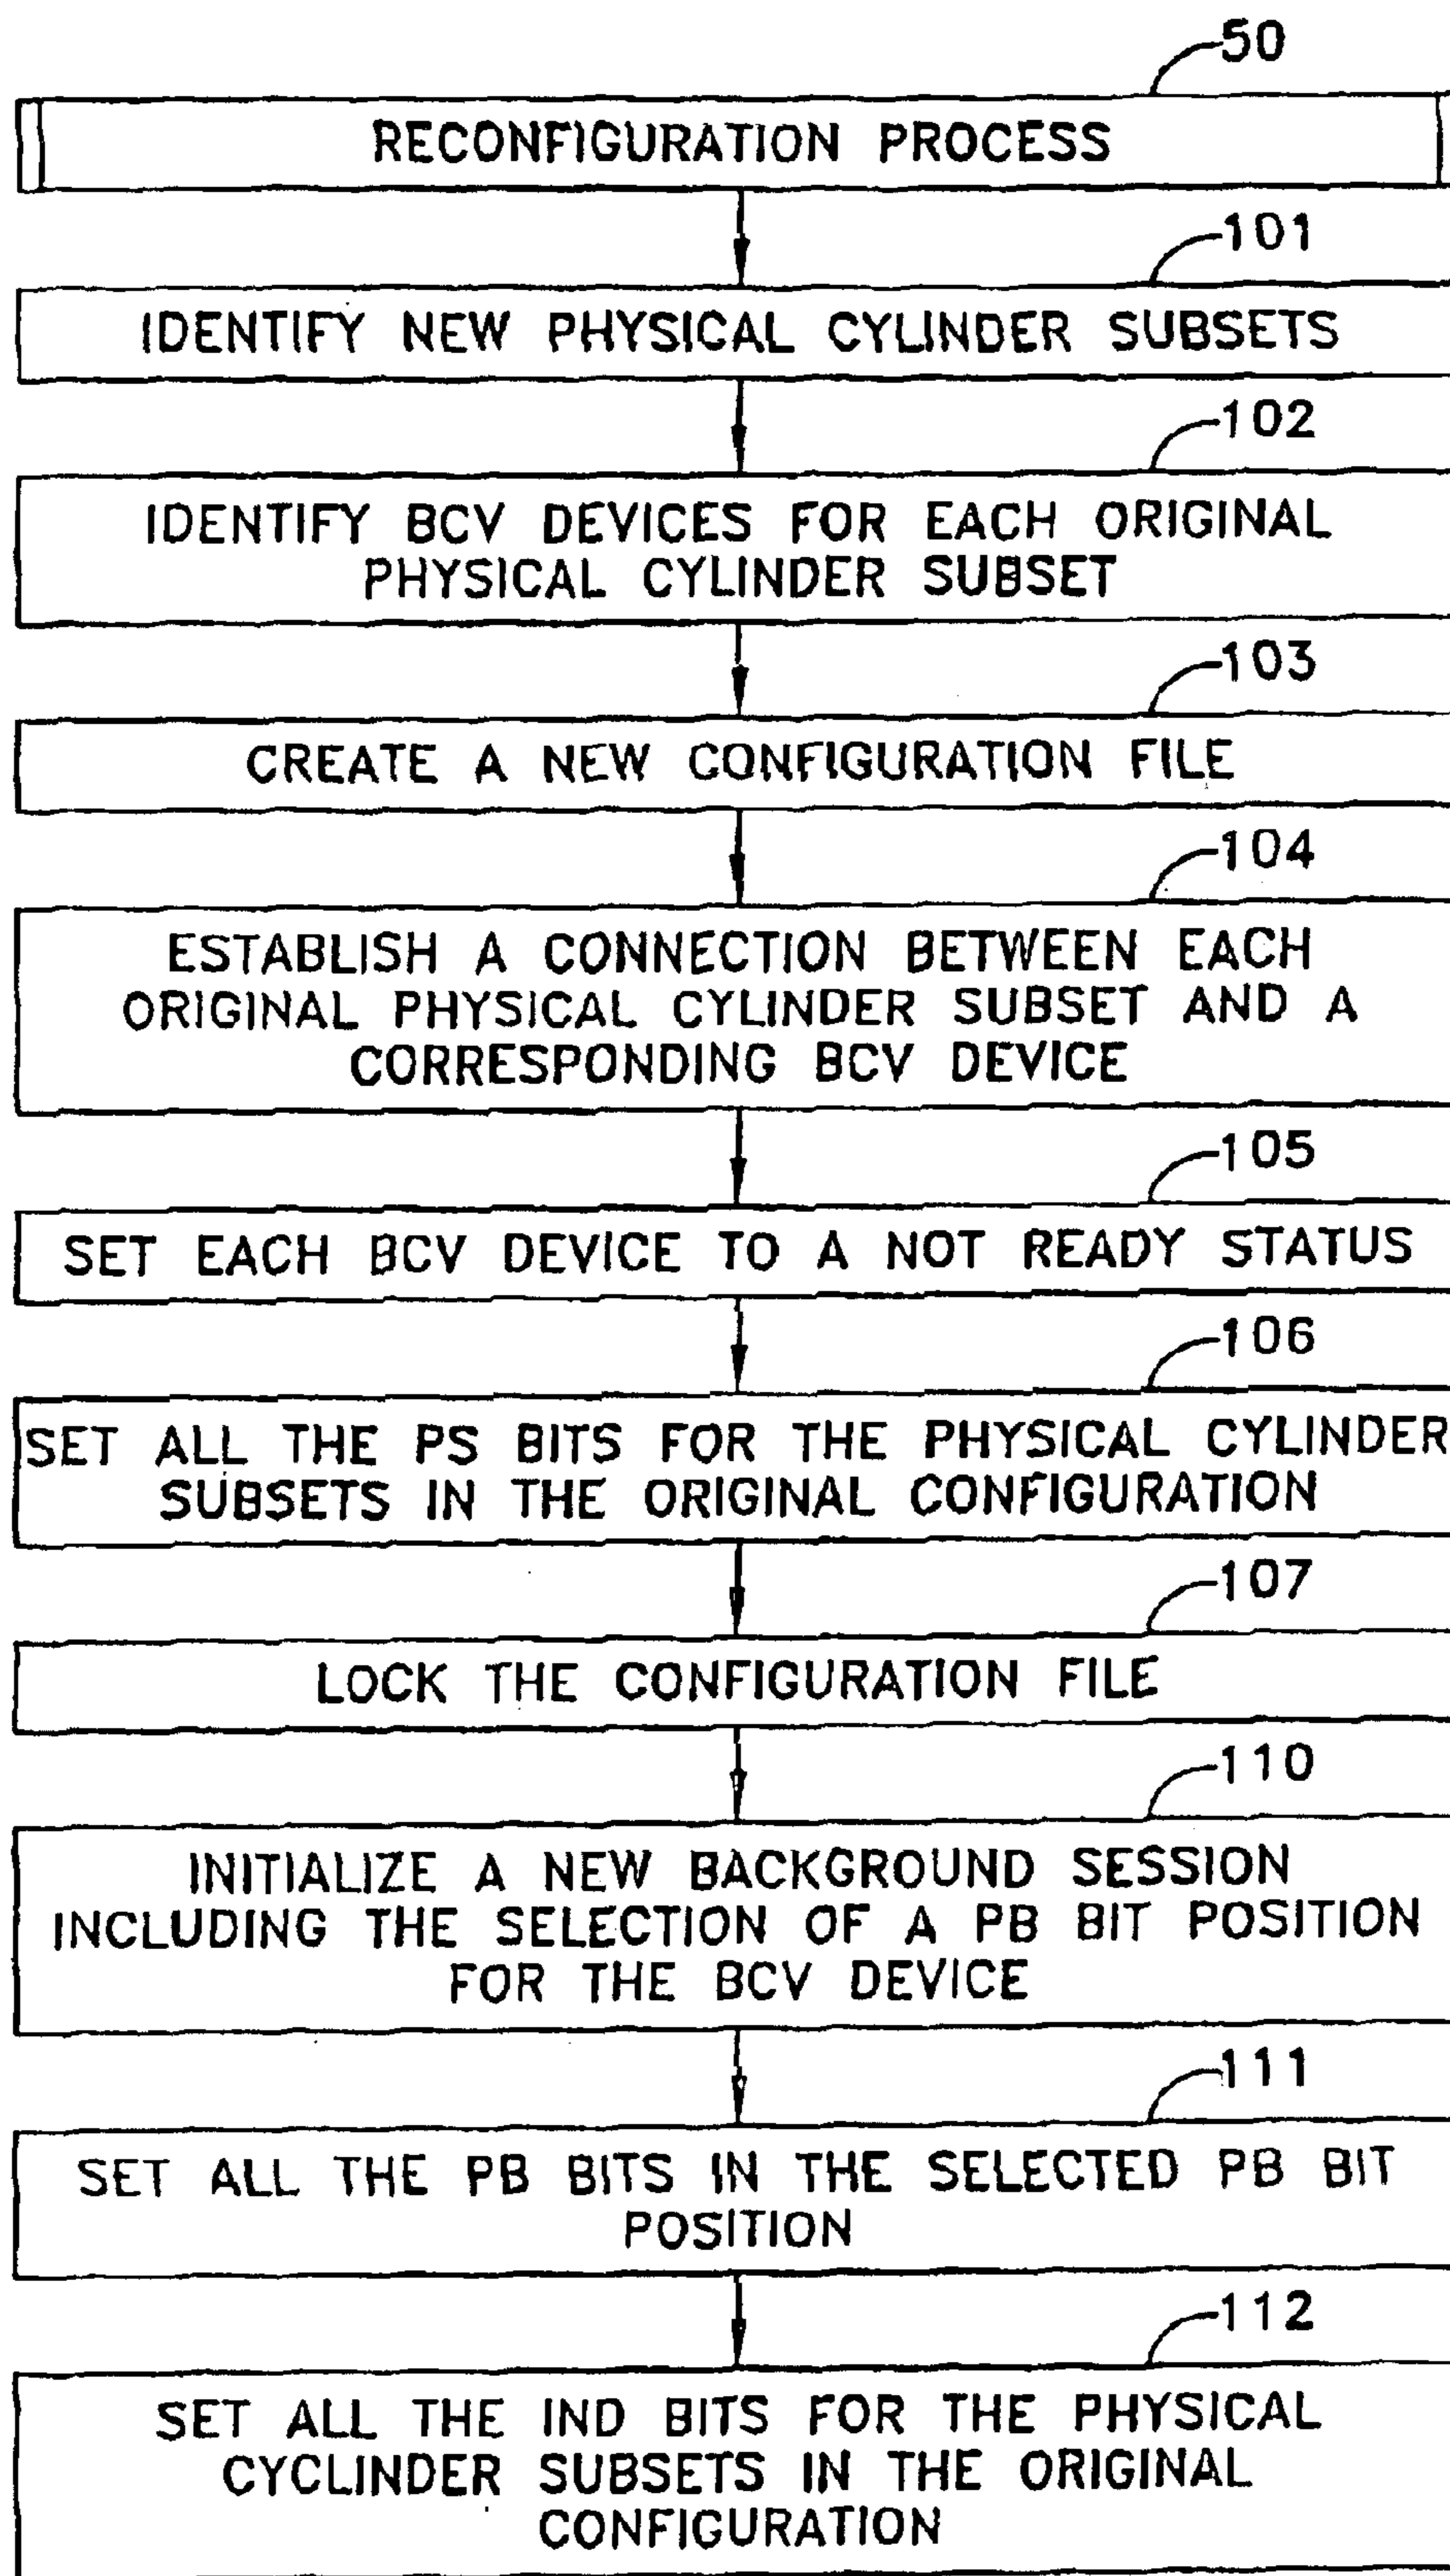 50
RECONFIGURATION PROCESS
101
IDENTIFY NEW PHYSICAL CYLINDER SUBSETS
102
IDENTIFY BCV DEVICES FOR EACH ORIGINAL
PHYSICAL CYLINDER SUBSET
103
CREATE A NEW CONFIGURATION FILE
104
ESTABLISH A CONNECTION BETWEEN EACH
ORIGINAL PHYSICAL CYLINDER SUBSET AND A
CORRESPONDING BCV DEVICE
105
SET EACH BCV DEVICE TO A NOT READY STATUS
106
SET ALL THE PS BITS FOR THE PHYSICAL CYLINDER
SUBSETS IN THE ORIGINAL CONFIGURATION
107
LOCK THE CONFIGURATION FILE
110
INITIALIZE A NEW BACKGROUND SESSION
INCLUDING THE SELECTION OF A PB BIT POSITION
FOR THE BCV DEVICE
111
SET ALL THE PB BITS IN THE SELECTED PB BIT
POSITION
112
SET ALL THE IND BITS FOR THE PHYSICAL
CYCLINDER SUBSETS IN THE ORIGINAL
CONFIGURATION